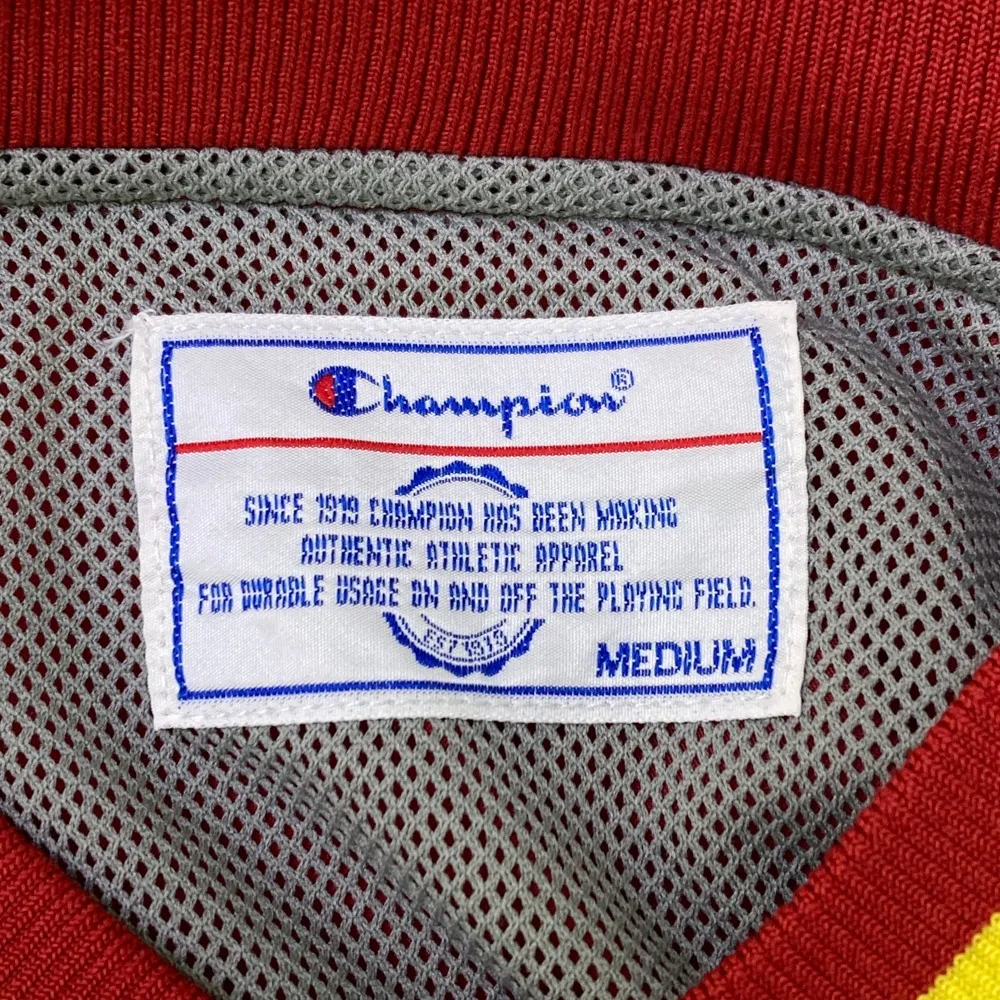 Champion®
SINCE 1919 CHAMPION HAS BEEN MAKING
AUTHENTIC ATHLETIC APPAREL
FOR DURABLE USAGE ON AND OFF THE PLAYING FIELD.
EST 1919
MEDIUM